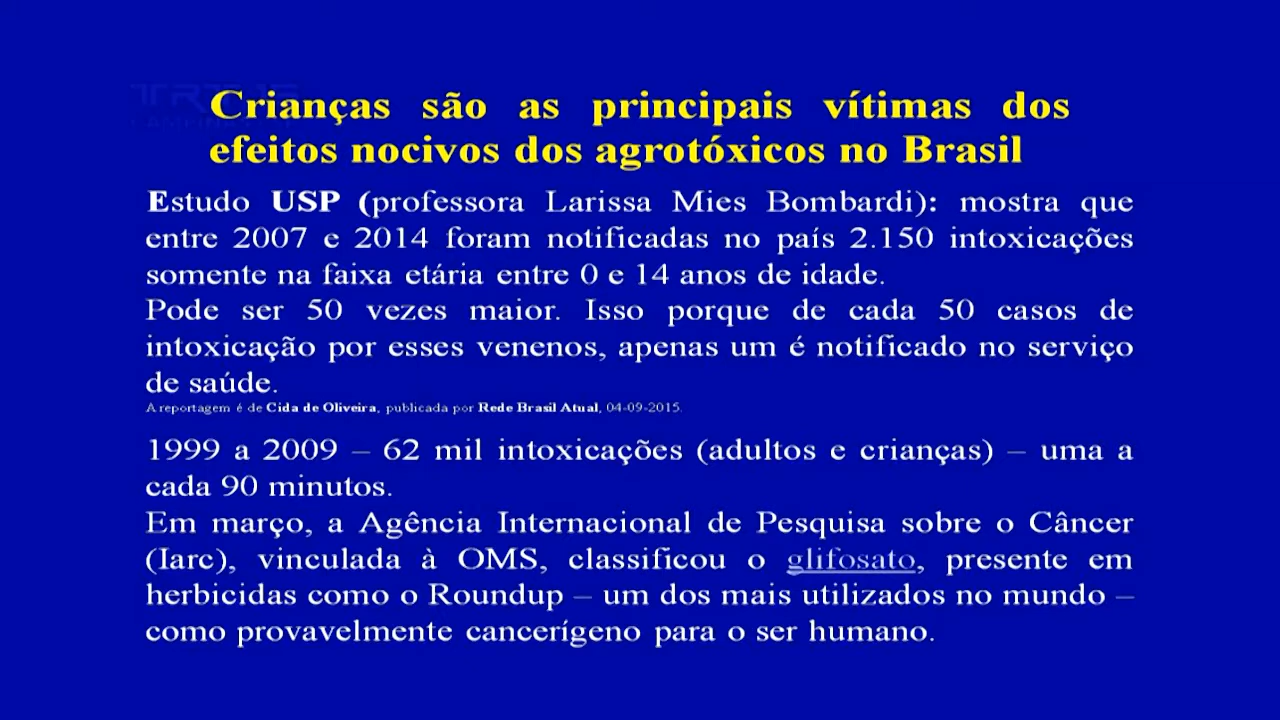 Crianças são as principais vítimas dos
efeitos nocivos dos agrotóxicos no Brasil
Estudo USP (professora Larissa Mies Bombardi): mostra que
entre 2007 e 2014 foram notificadas no país 2.150 intoxicações
somente na faixa etária entre 0 e 14 anos de idade.
Pode ser 50 vezes maior. Isso porque de cada 50 casos de
intoxicação por esses venenos, apenas um é notificado no serviço
de saúde.
A reportagem é de Cida de Oliveira, publicada por Rede Brasil Atual, 04-09-2015.
1999 a 2009 – 62 mil intoxicações (adultos e crianças) – uma a
cada 90 minutos.
Em março, a Agência Internacional de Pesquisa sobre o Câncer
(Iarc), vinculada à OMS, classificou o glifosato, presente em
herbicidas como o Roundup – um dos mais utilizados no mundo –
como provavelmente cancerígeno para o ser humano.